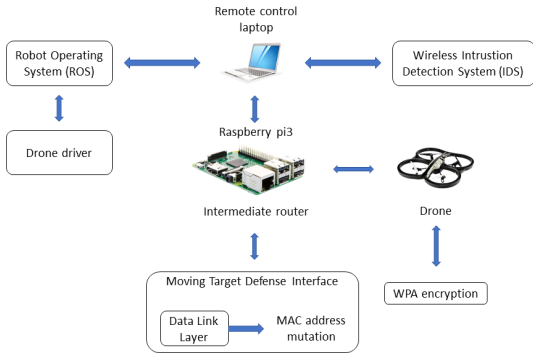 Remote control
laptop
Robot Operating
System (ROS)
Wireless Intrustion
Detection System (IDS)
Drone driver
Raspberry pi3
Intermediate router
Drone
Moving Target Defense Interface
Data Link
Layer
MAC address
mutation
WPA encryption